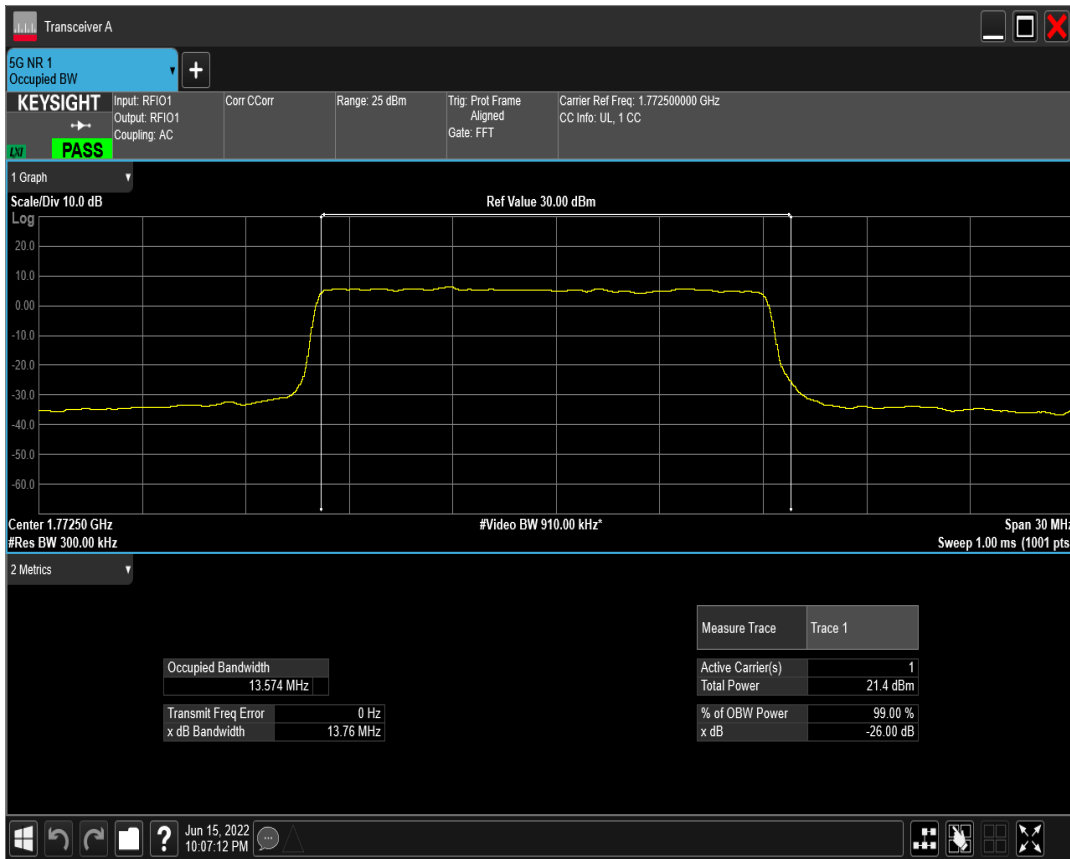 Transceiver A
5G NR 1
Occupied BW
KEYSIGHT
LXI
PASS
Input: RFIO1
Output: RFIO1
Coupling: AC
Corr CCorr
Range: 25 dBm
Trig: Prot Frame
Aligned
Gate: FFT
Carrier Ref Freq: 1.772500000 GHz
CC Info: UL, 1 CC
1 Graph
Scale/Div 10.0 dB
Ref Value 30.00 dBm
Log
20.0
10.0
0.00
-10.0
-20.0
-30.0
-40.0
-50.0
-60.0
Center 1.77250 GHz
#Video BW 910.00 kHz*
Span 30 MHz
#Res BW 300.00 kHz
Sweep 1.00 ms (1001 pts
2 Metrics
Measure Trace Trace 1
Occupied Bandwidth
13.574 MHz
Active Carrier(s) 1
Total Power 21.4 dBm
Transmit Freq Error 0 Hz
x dB Bandwidth 13.76 MHz
% of OBW Power 99.00 %
x dB -26.00 dB
?
Jun 15, 2022
10:07:12 PM